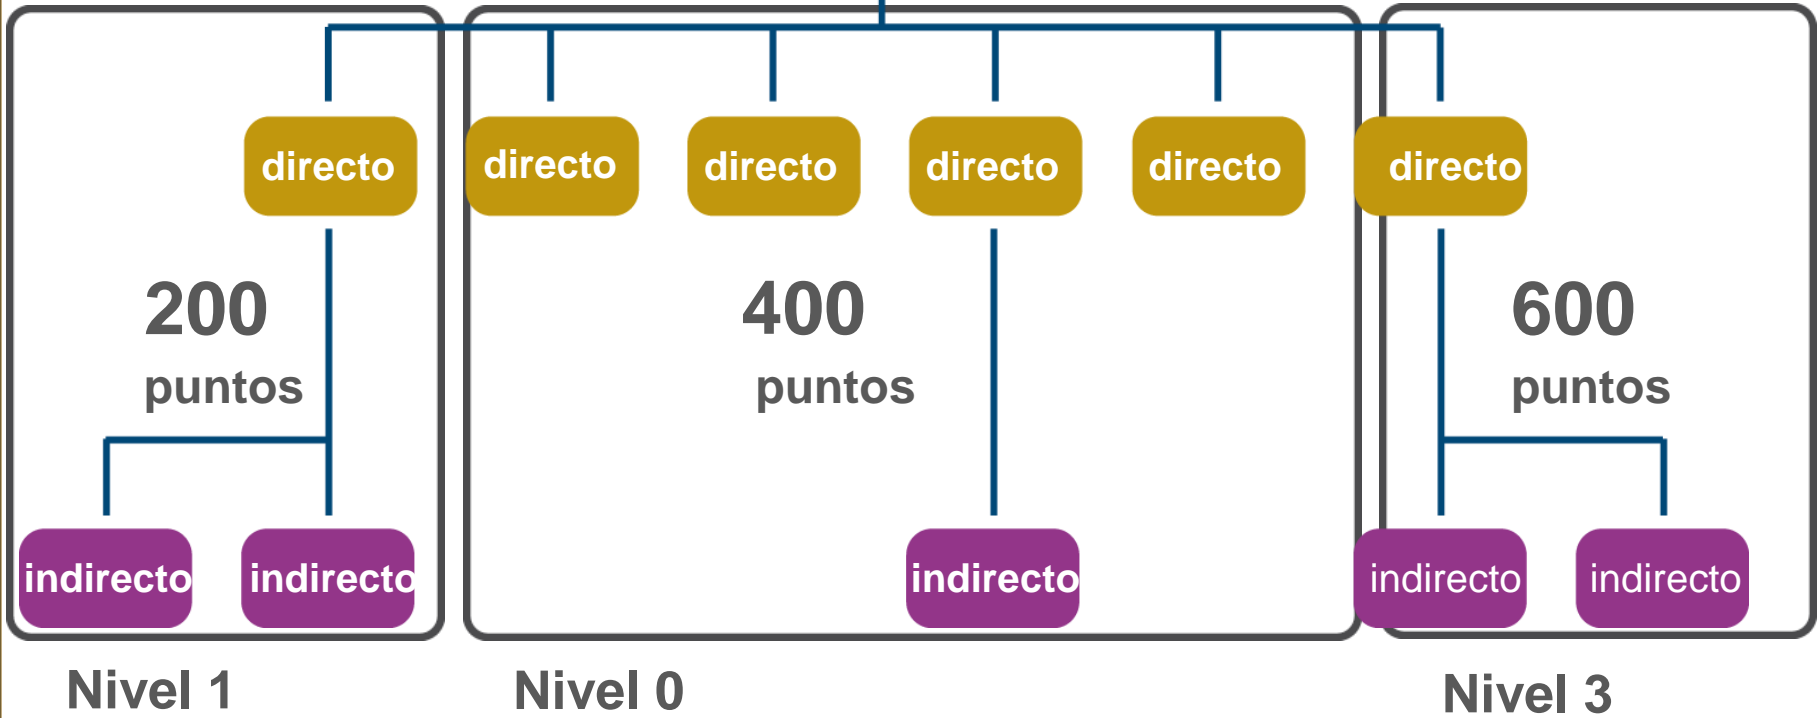 directo
directo
directo
directo
directo
directo
200
puntos
400
puntos
600
puntos
indirecto
indirecto
indirecto
indirecto
indirecto
Nivel 1
Nivel 0
Nivel 3